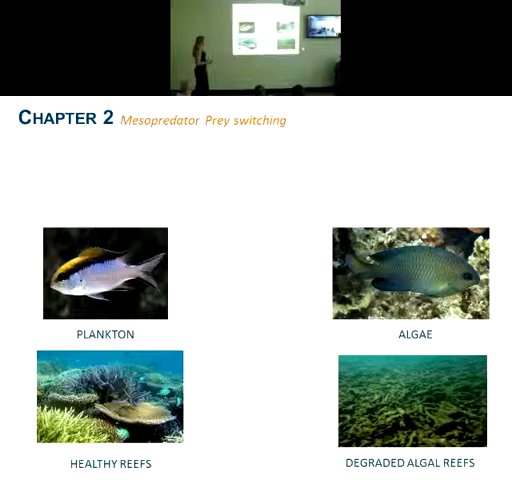 CHAPTER 2 Mesopredator Prey switching
PLANKTON
ALGAE
HEALTHY REEFS
DEGRADED ALGAL REEFS